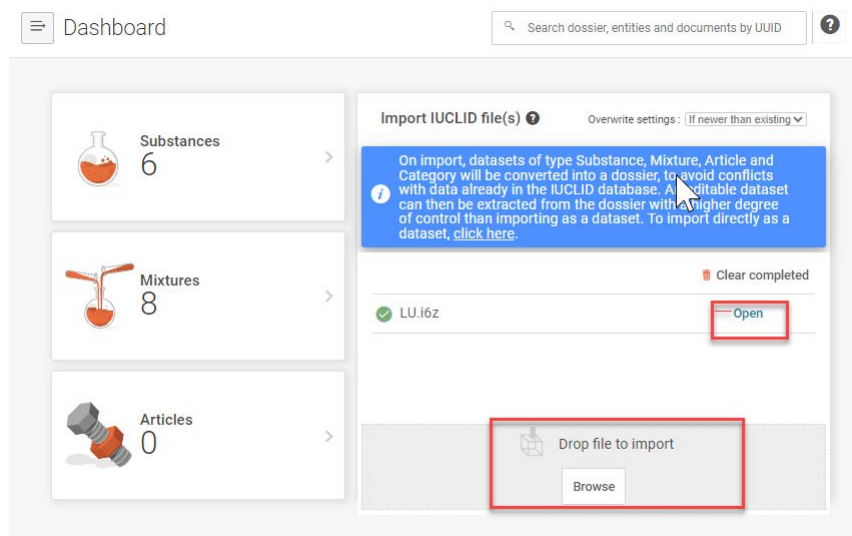 Dashboard
Search dossier, entities and documents by UUID
?
Substances
6
Mixtures
8
Articles
0
Import IUCLID file(s) ?
Overwrite settings : If newer than existing
On import, datasets of type Substance, Mixture, Article and
Category will be converted into a dossier, to avoid conflicts
with data already in the IUCLID database. editable dataset
can then be extracted from the dossier with higher degree
of control than importing as a dataset. To import directly as a
dataset, click here.
Clear completed
LU.i6z
Open
Drop file to import
Browse